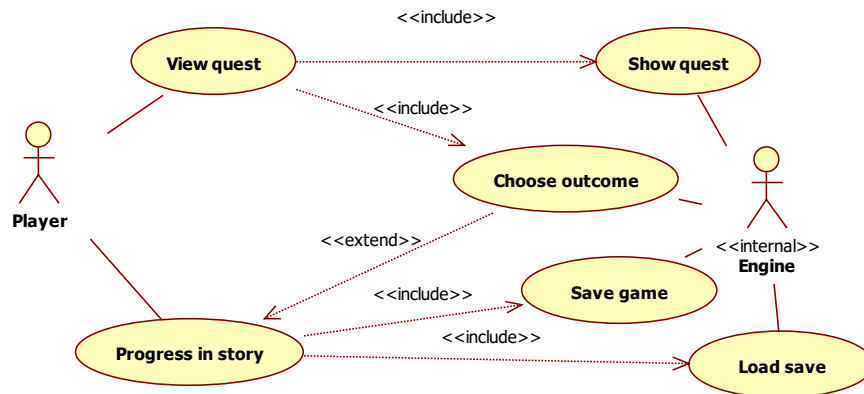 <<include>>
View quest
Show quest
<<include>>
Choose outcome
Player
<<extend>>
<<internal>>
Engine
<<include>>
Save game
<<include>>
Progress in story
Load save